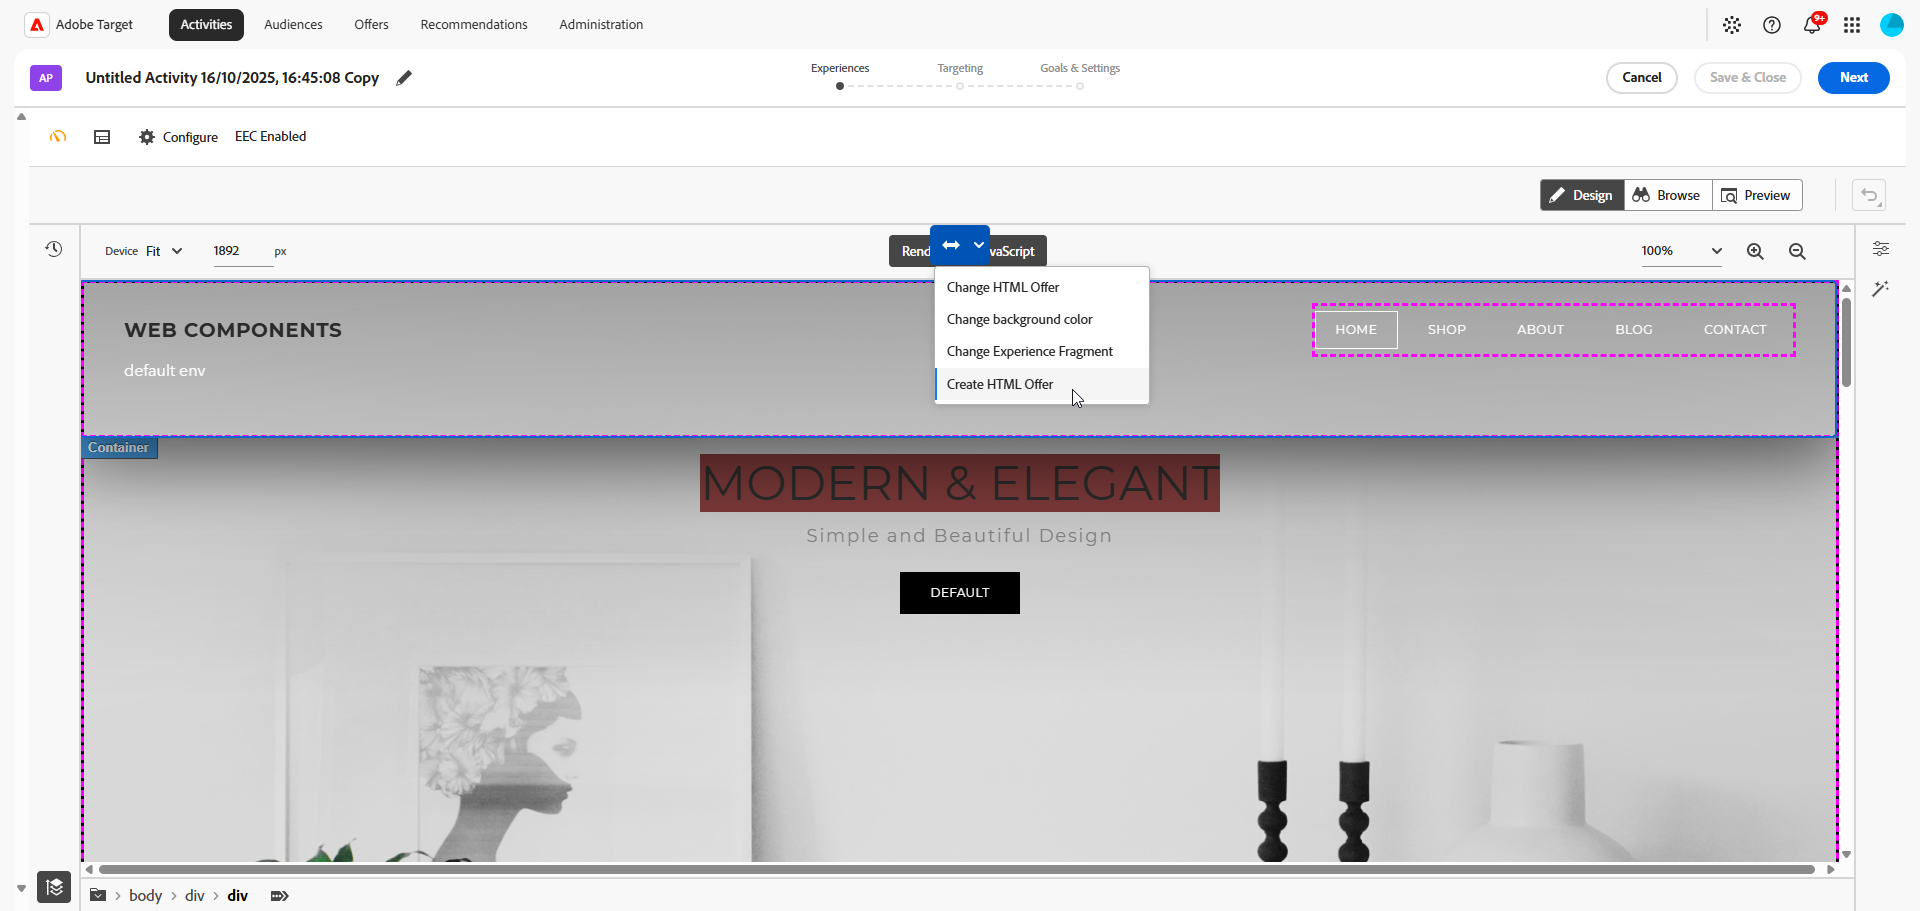 Adobe Target
Activities
Audiences
Offers
Recommendations
Administration
9+
AP
Untitled Activity 16/10/2025, 16:45:08 Copy
Experiences
Targeting
Goals & Settings
Cancel
Save & Close
Next
Configure
EEC Enabled
Design
Browse
Preview
Device
Fit
1892
px
Rend
vaScript
100%
Change HTML Offer
Change background color
Change Experience Fragment
Create HTML Offer
WEB COMPONENTS
default env
HOME
SHOP
ABOUT
BLOG
CONTACT
Container
MODERN & ELEGANT
Simple and Beautiful Design
DEFAULT
body
div
div